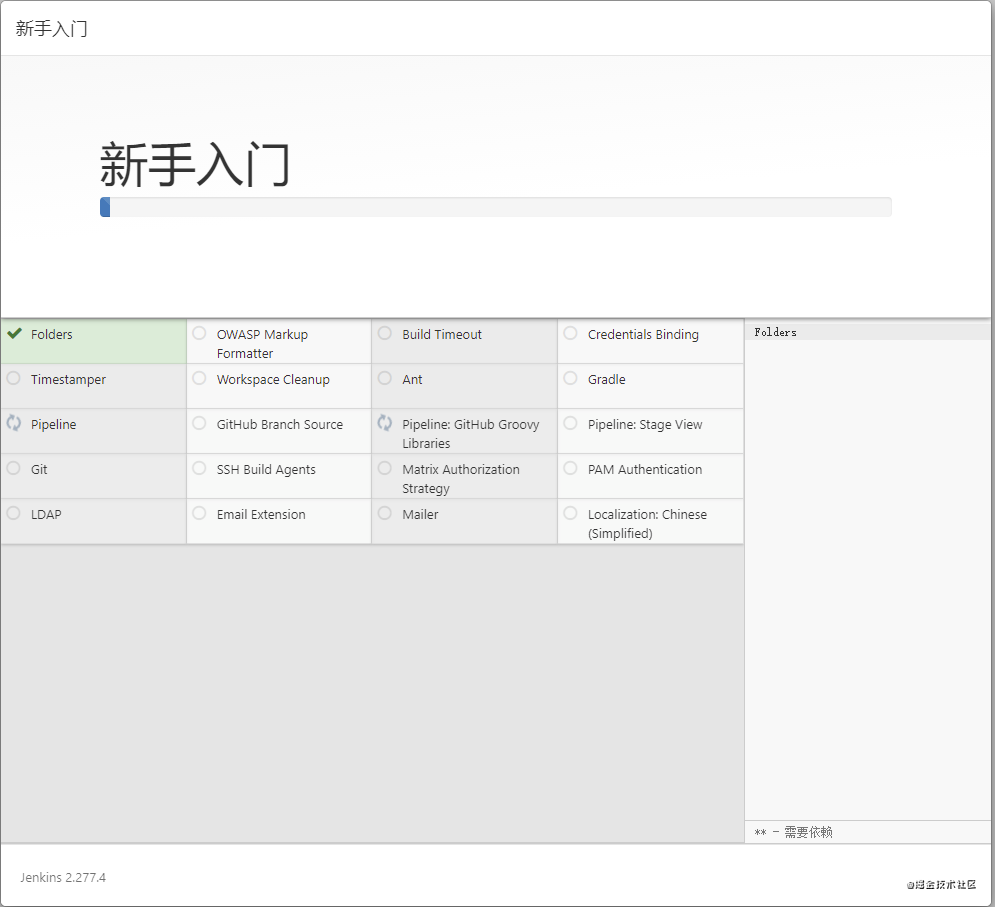 新手入门
新手入门
Folders
OWASP Markup
Formatter
Build Timeout
Credentials Binding
Timestamper
Workspace Cleanup
Ant
Gradle
Pipeline
GitHub Branch Source
Pipeline: GitHub Groovy
Libraries
Pipeline: Stage View
Git
SSH Build Agents
Matrix Authorization
Strategy
PAM Authentication
LDAP
Email Extension
Mailer
Localization: Chinese
(Simplified)
Folders
** - 需要依赖
Jenkins 2.277.4
@掘金技术社区